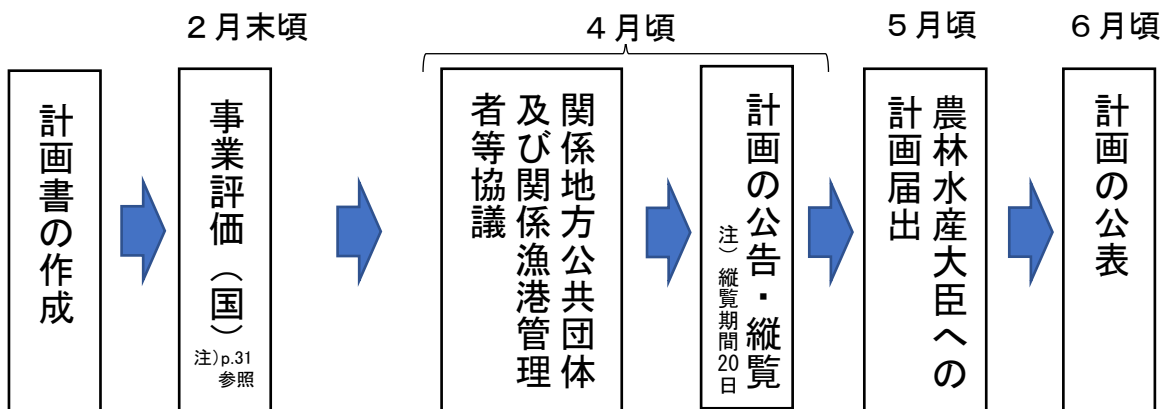 2月末頃
4月頃
5月頃
6月頃
計画書の作成
事業評価（国）
注）p.31
参照
関係地方公共団体
及び関係漁港管理
者等協議
計画の公告・縦覧
注）縦覧期間20日
農林水産大臣への
計画届出
計画の公表